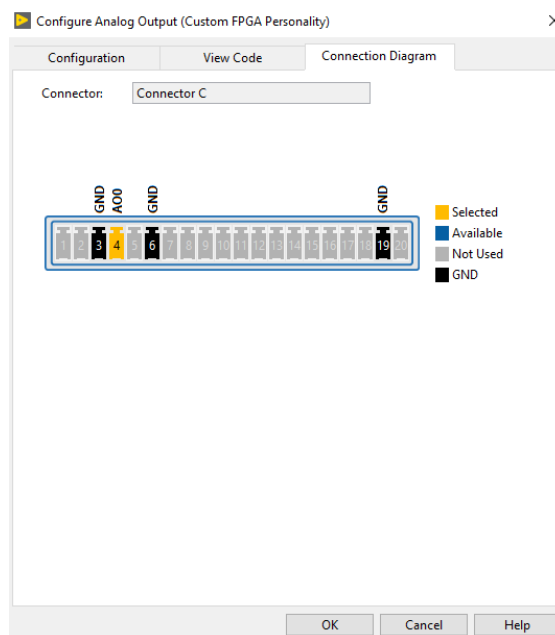 Configure Analog Output (Custom FPGA Personality)
Configuration View Code Connection Diagram
Connector: Connector C
GND AO0 GND GND
1 2 3 4 5 6 7 8 9 10 11 12 13 14 15 16 17 18 19 20
Selected
Available
Not Used
GND
OK Cancel Help